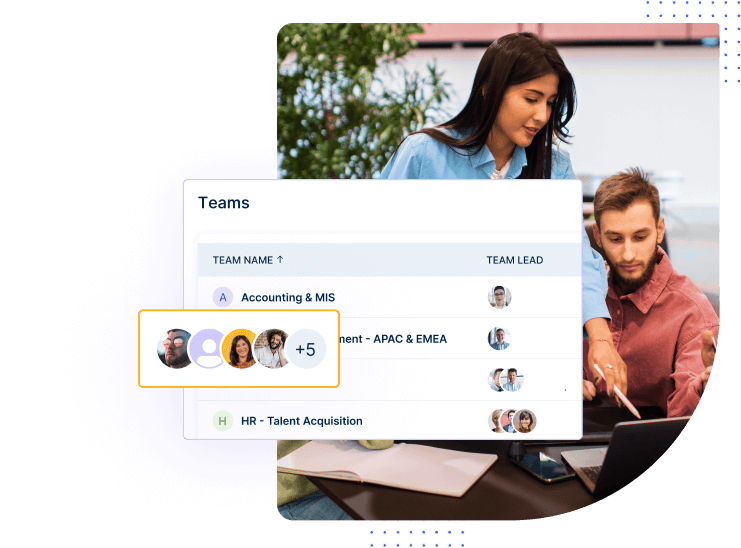 Teams
TEAM NAME ↑
TEAM LEAD
A Accounting & MIS
ment - APAC & EMEA
+5
H HR - Talent Acquisition